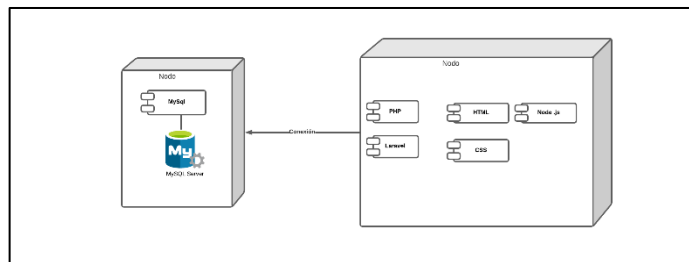 Nodo
MySql
MySQL Server
Conexión
Nodo
PHP
HTML
Node .js
Laravel
CSS